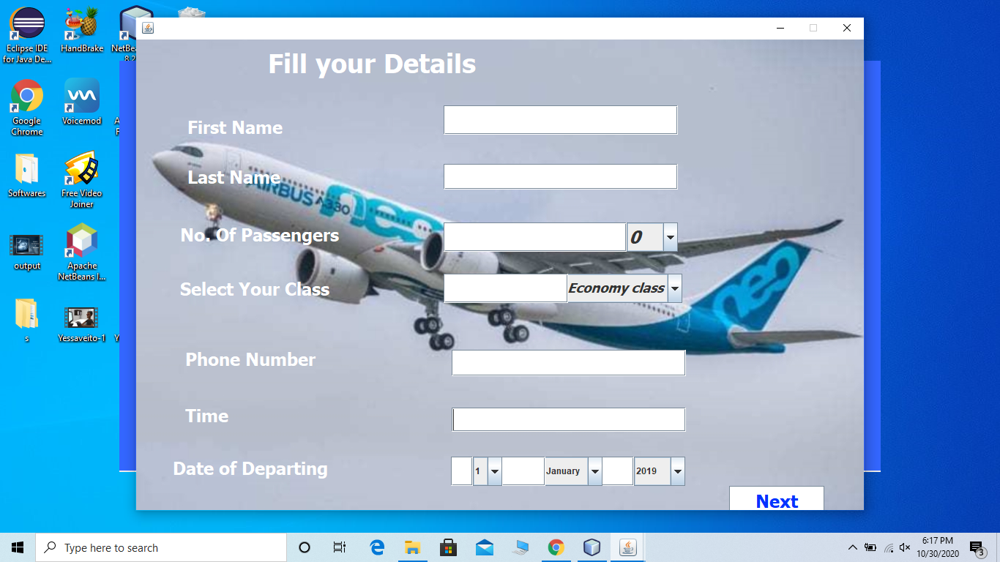 Eclipse IDE
for Java De...
HandBrake
NetBea
8.2
Google
Chrome
Voicemod
A
F
Softwares
Free Video
Joiner
output
Apache
NetBeans I...
s
Yessaveito-1
Y
Fill your Details
First Name
Last Name
AIRBUS A330 neo
No. Of Passengers
0
Select Your Class
Economy class
neo
Phone Number
Time
Date of Departing
1
January
2019
Next
Type here to search
6:17 PM
10/30/2020
3